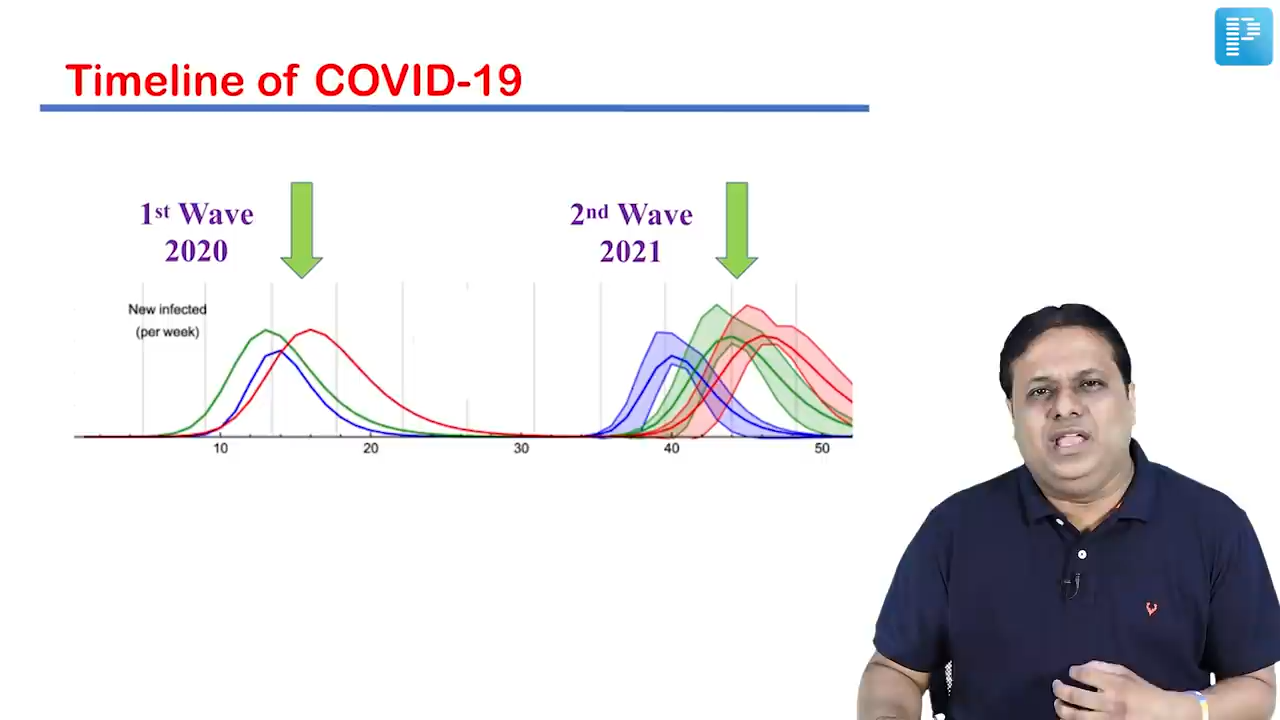 Timeline of COVID-19
1st Wave
2020
2nd Wave
2021
New infected
(per week)
10 20 30 40 50
P